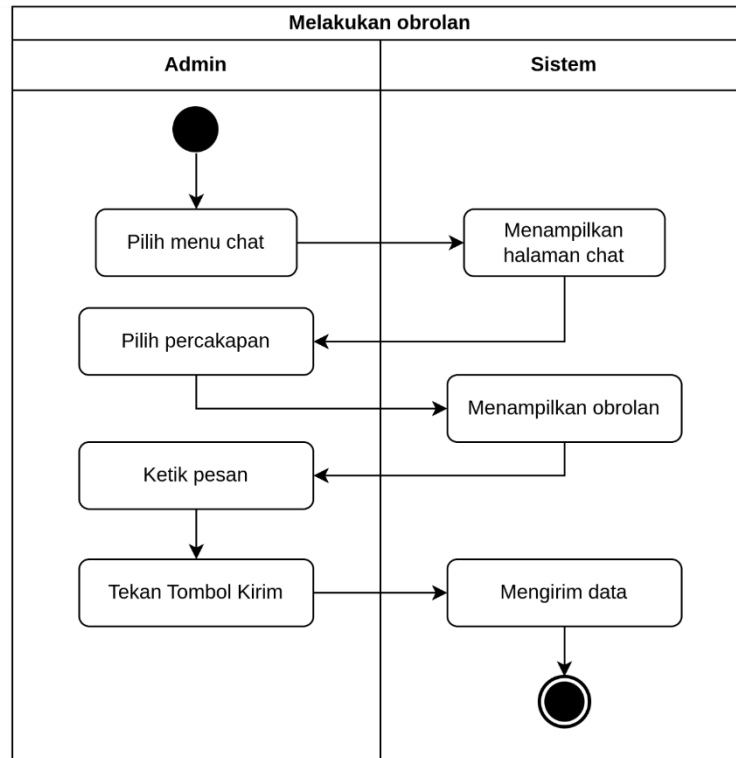 Melakukan obrolan
Admin
Sistem
Pilih menu chat
Menampilkan
halaman chat
Pilih percakapan
Menampilkan obrolan
Ketik pesan
Tekan Tombol Kirim
Mengirim data